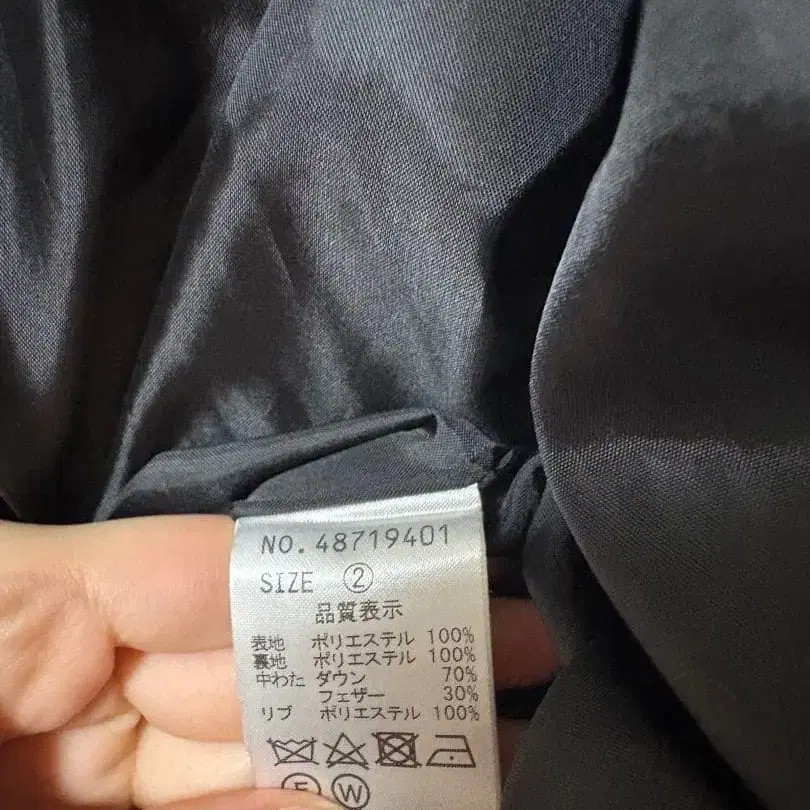 NO. 48719401
SIZE ②
品質表示
表地 ポリエステル 100%
裏地 ポリエステル 100%
中わた ダウン 70%
フェザー 30%
リブ ポリエステル 100%
Ⓦ